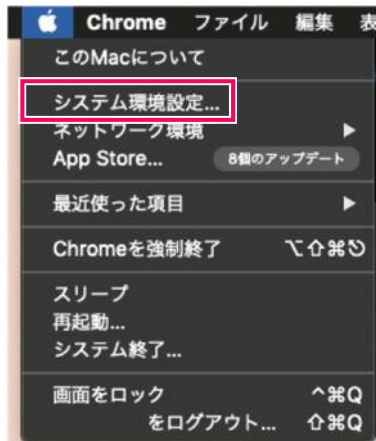 Chrome ファイル 編集 表
このMacについて
システム環境設定...
ネットワーク環境 ▶
App Store... 8個のアップデート
最近使った項目 ▶
Chromeを強制終了 ⌥⇧⌘⎋
スリープ
再起動...
システム終了...
画面をロック ^⌘Q
をログアウト... ⇧⌘Q